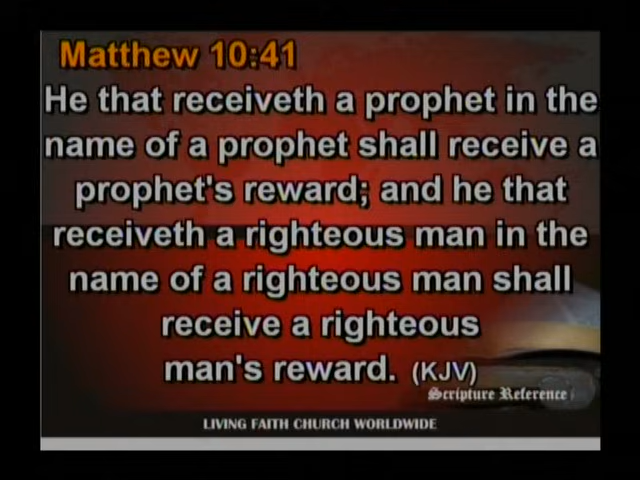 Matthew 10:41
He that receiveth a prophet in the
name of a prophet shall receive a
prophet's reward; and he that
receiveth a righteous man in the
name of a righteous man shall
receive a righteous
man's reward. (KJV)
Scripture Reference
LIVING FAITH CHURCH WORLDWIDE